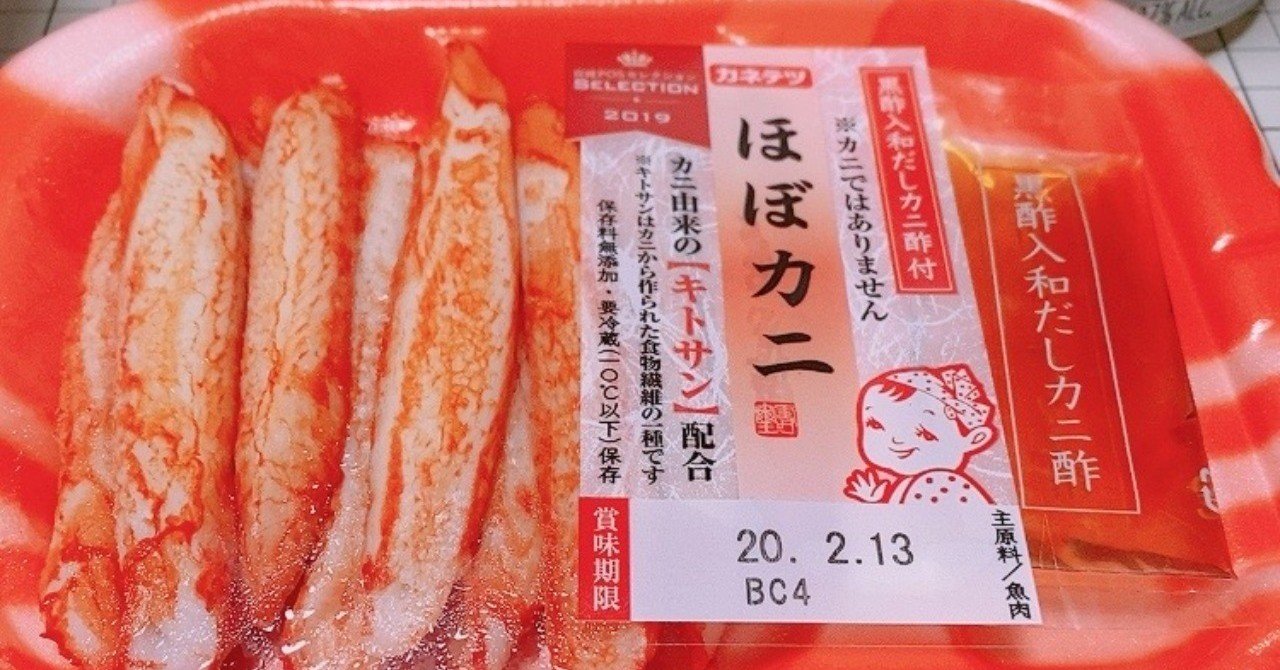 SELECTION
2019
カネテツ
黒酢入和だしカニ酢付
※カニではありません
ほぼカニ
カニ由来の【キトサン】配合
※キトサンはカニから作られた食物繊維の一種です
保存料無添加・要冷蔵(10℃以下)保存
賞味期限
20. 2.13
BC4
主原料/魚肉
黒酢入和だしカニ酢